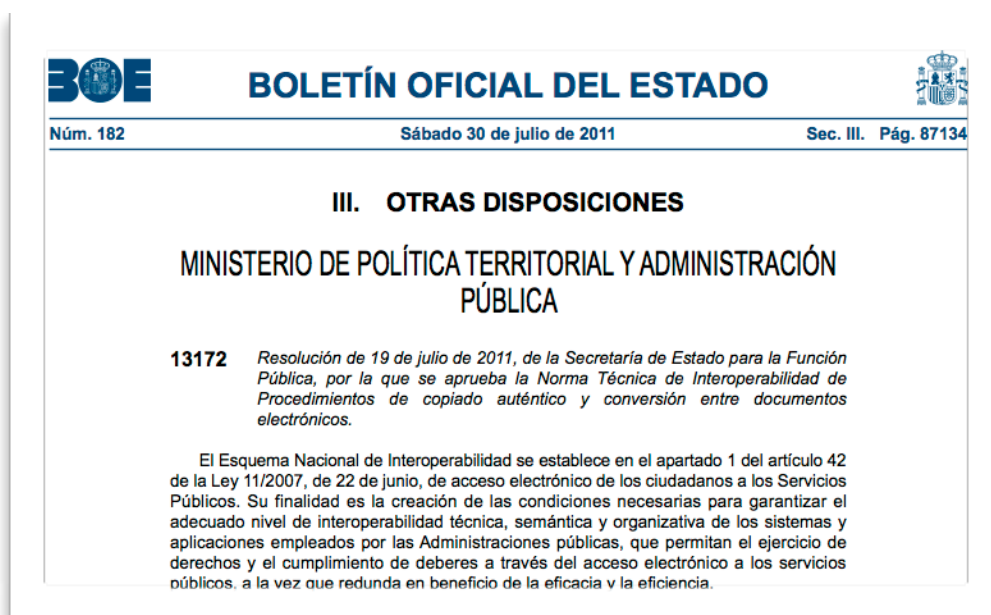 BOE
BOLETÍN OFICIAL DEL ESTADO
Núm. 182 Sábado 30 de julio de 2011 Sec. III. Pág. 87134
III. OTRAS DISPOSICIONES
MINISTERIO DE POLÍTICA TERRITORIAL Y ADMINISTRACIÓN
PÚBLICA
13172 Resolución de 19 de julio de 2011, de la Secretaría de Estado para la Función
Pública, por la que se aprueba la Norma Técnica de Interoperabilidad de
Procedimientos de copiado auténtico y conversión entre documentos
electrónicos.
El Esquema Nacional de Interoperabilidad se establece en el apartado 1 del artículo 42
de la Ley 11/2007, de 22 de junio, de acceso electrónico de los ciudadanos a los Servicios
Públicos. Su finalidad es la creación de las condiciones necesarias para garantizar el
adecuado nivel de interoperabilidad técnica, semántica y organizativa de los sistemas y
aplicaciones empleados por las Administraciones públicas, que permitan el ejercicio de
derechos y el cumplimiento de deberes a través del acceso electrónico a los servicios
públicos, a la vez que redunda en beneficio de la eficacia y la eficiencia.